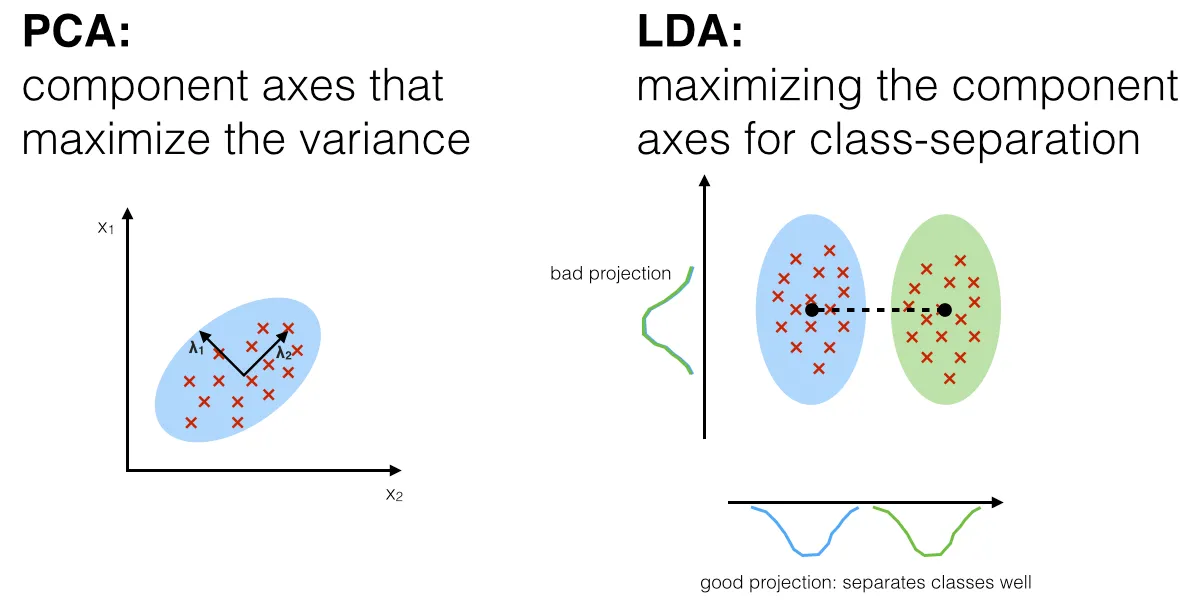 PCA:
component axes that
maximize the variance
x1
λ1
λ2
x2
LDA:
maximizing the component
axes for class-separation
bad projection
good projection: separates classes well